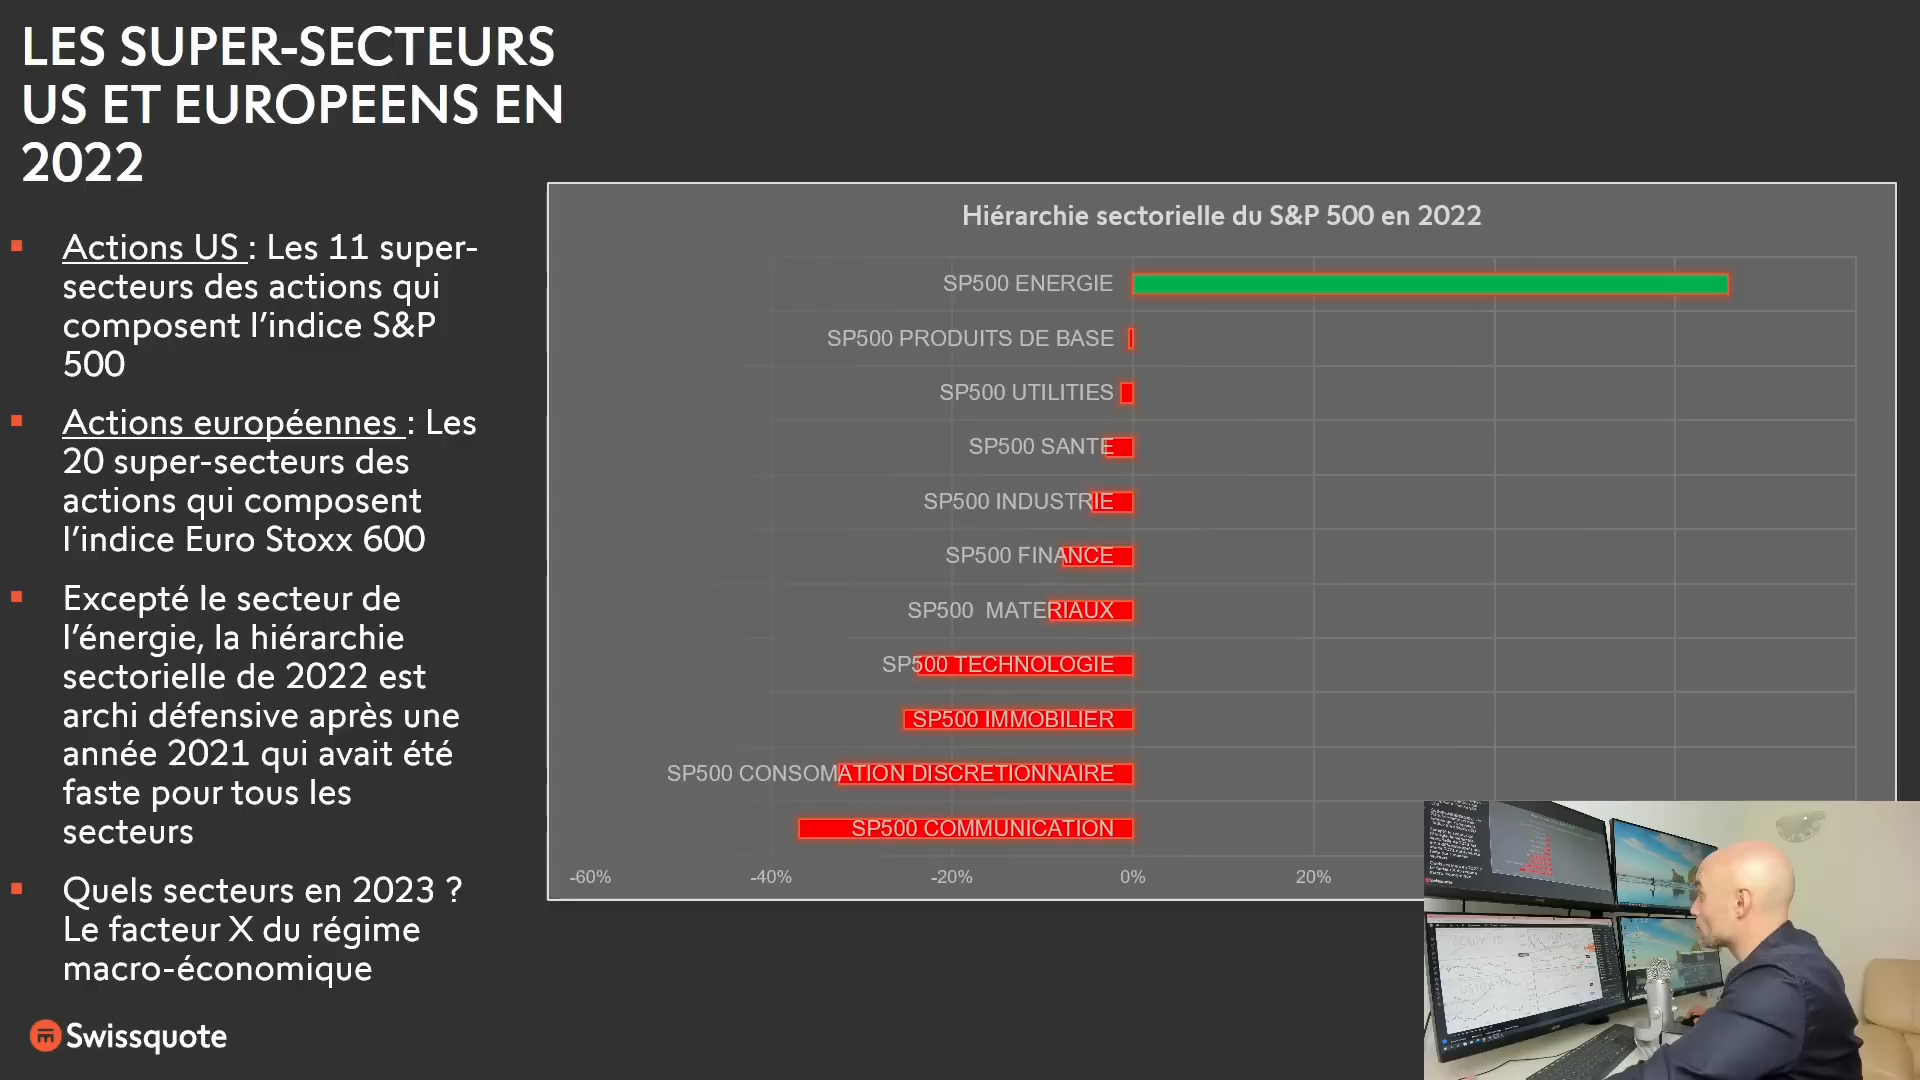 LES SUPER-SECTEURS
US ET EUROPEENS EN
2022
Actions US : Les 11 super-
secteurs des actions qui
composent l’indice S&P
500
Actions européennes : Les
20 super-secteurs des
actions qui composent
l’indice Euro Stoxx 600
Excepté le secteur de
l’énergie, la hiérarchie
sectorielle de 2022 est
archi défensive après une
année 2021 qui avait été
faste pour tous les
secteurs
Quels secteurs en 2023 ?
Le facteur X du régime
macro-économique
Swissquote
Hiérarchie sectorielle du S&P 500 en 2022
SP500 ENERGIE
SP500 PRODUITS DE BASE
SP500 UTILITIES
SP500 SANTE
SP500 INDUSTRIE
SP500 FINANCE
SP500 MATERIAUX
SP500 TECHNOLOGIE
SP500 IMMOBILIER
SP500 CONSOMATION DISCRETIONNAIRE
SP500 COMMUNICATION
-60% -40% -20% 0% 20%